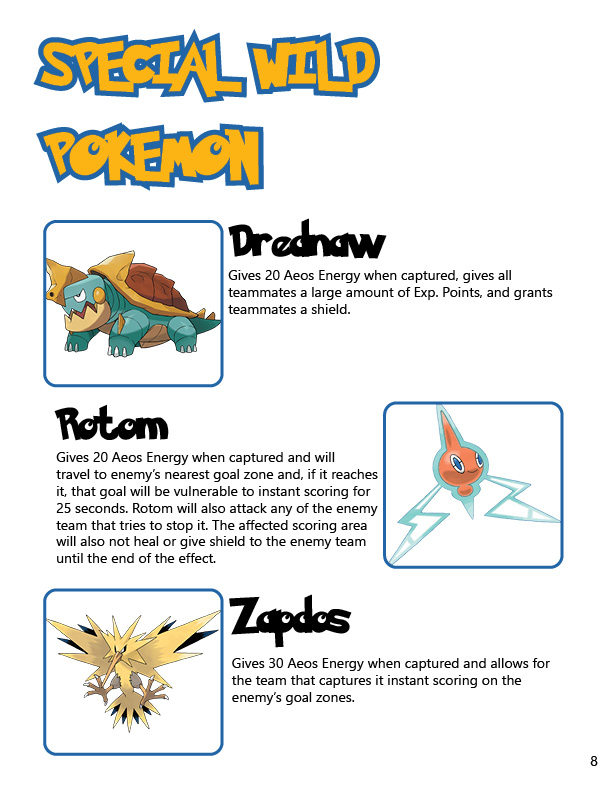 SPECIAL WILD
POKEMON
Drednaw
Gives 20 Aeos Energy when captured, gives all
teammates a large amount of Exp. Points, and grants
teammates a shield.
Rotom
Gives 20 Aeos Energy when captured and will
travel to enemy’s nearest goal zone and, if it reaches
it, that goal will be vulnerable to instant scoring for
25 seconds. Rotom will also attack any of the enemy
team that tries to stop it. The affected scoring area
will also not heal or give shield to the enemy team
until the end of the effect.
Zapdos
Gives 30 Aeos Energy when captured and allows for
the team that captures it instant scoring on the
enemy’s goal zones.
8